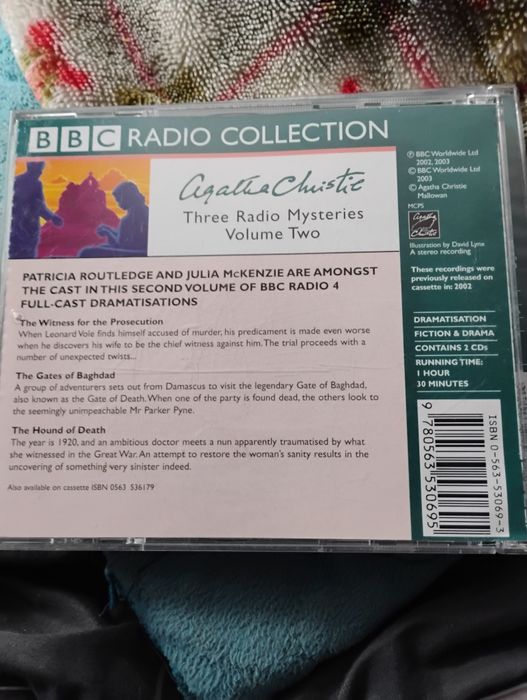 BBC RADIO COLLECTION
Agatha Christie
Three Radio Mysteries
Volume Two
PATRICIA ROUTLEDGE AND JULIA McKENZIE ARE AMONGST
THE CAST IN THIS SECOND VOLUME OF BBC RADIO 4
FULL-CAST DRAMATISATIONS
The Witness for the Prosecution
When Leonard Vole finds himself accused of murder, his predicament is made even worse
when he discovers his wife to be the chief witness against him. The trial proceeds with a
number of unexpected twists...
The Gates of Baghdad
A group of adventurers sets out from Damascus to visit the legendary Gate of Baghdad,
also known as the Gate of Death. When one of the party is found dead, the others look to
the seemingly unimpeachable Mr Parker Pyne.
The Hound of Death
The year is 1920, and an ambitious doctor meets a nun apparently traumatised by what
she witnessed in the Great War. An attempt to restore the woman's sanity results in the
uncovering of something very sinister indeed.
Also available on cassette ISBN 0563 536179
℗ BBC Worldwide Ltd
2002, 2003
© BBC Worldwide Ltd
2003
© Agatha Christie
Mallowan
MCPS
Agatha
Christie
Illustration by David Lyttle
A stereo recording
These recordings were
previously released on
cassette in: 2002
DRAMATISATION
FICTION & DRAMA
CONTAINS 2 CDs
RUNNING TIME:
1 HOUR
30 MINUTES
ISBN 0-563-53069-3
9 780563 530695